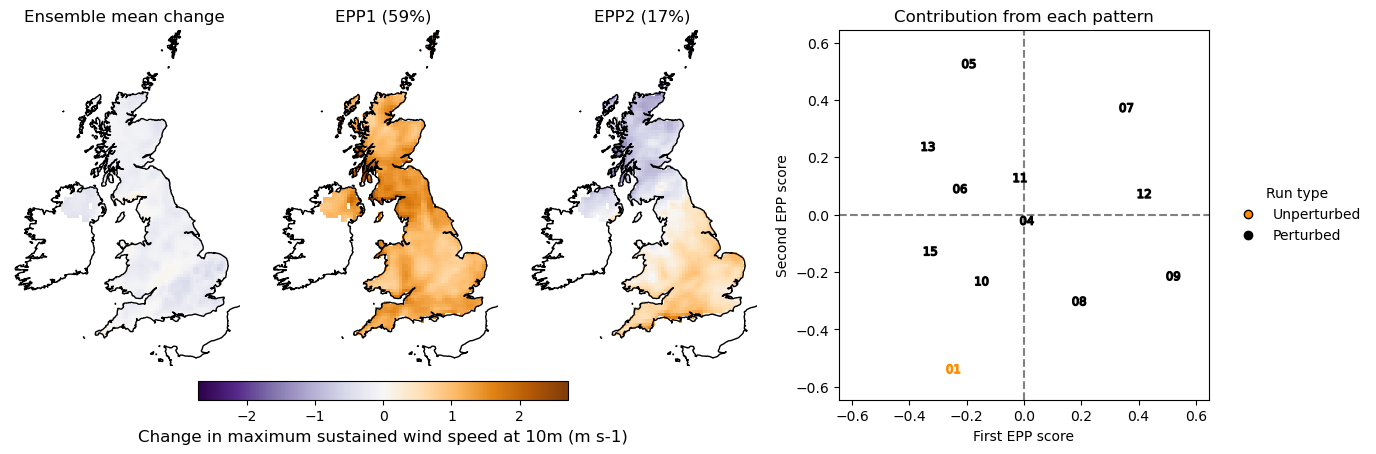 Ensemble mean change
EPP1 (59%)
EPP2 (17%)
Contribution from each pattern
−2 −1 0 1 2
Change in maximum sustained wind speed at 10m (m s-1)
Second EPP score
0.6
0.4
0.2
0.0
−0.2
−0.4
−0.6
05
07
13
11
06
12
04
15
10
09
08
01
−0.6 −0.4 −0.2 0.0 0.2 0.4 0.6
First EPP score
Run type
Unperturbed
Perturbed